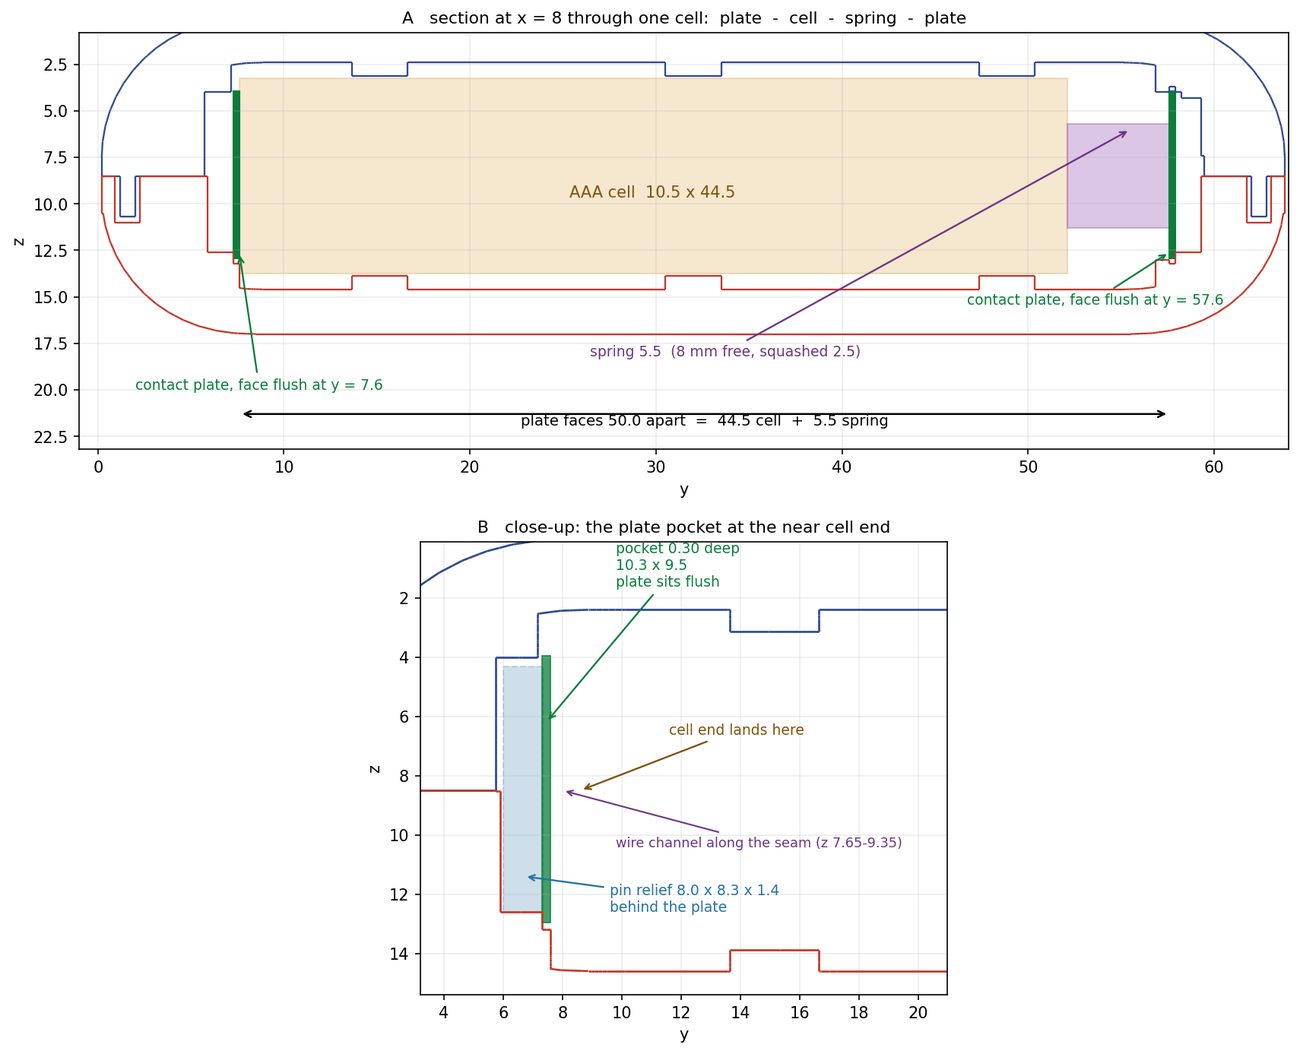 A section at x = 8 through one cell: plate - cell - spring - plate
2.5
5.0
7.5
10.0
12.5
15.0
17.5
20.0
22.5
z
AAA cell 10.5 x 44.5
contact plate, face flush at y = 57.6
spring 5.5 (8 mm free, squashed 2.5)
contact plate, face flush at y = 7.6
plate faces 50.0 apart = 44.5 cell + 5.5 spring
0 10 20 30 40 50 60
y
B close-up: the plate pocket at the near cell end
pocket 0.30 deep
10.3 x 9.5
plate sits flush
2
4
6
8
10
12
14
z
cell end lands here
wire channel along the seam (z 7.65-9.35)
pin relief 8.0 x 8.3 x 1.4
behind the plate
4 6 8 10 12 14 16 18 20
y